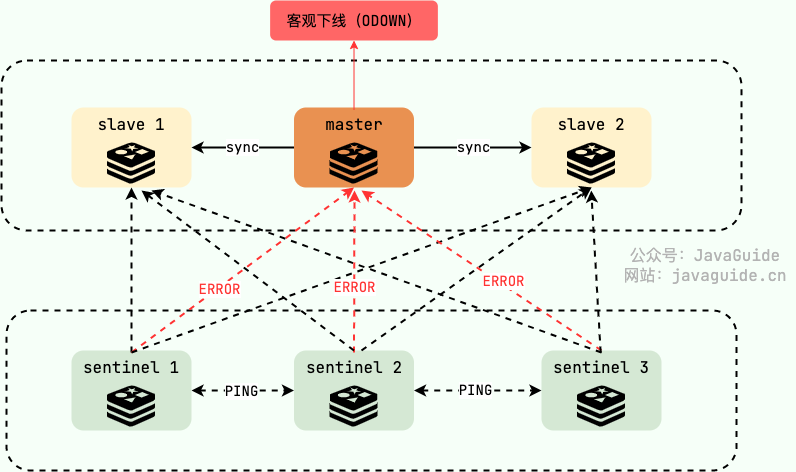 客观下线（ODOWN）
slave 1
master
slave 2
sync
sync
公众号：JavaGuide
网站：javaguide.cn
ERROR
ERROR
ERROR
sentinel 1
sentinel 2
sentinel 3
PING
PING